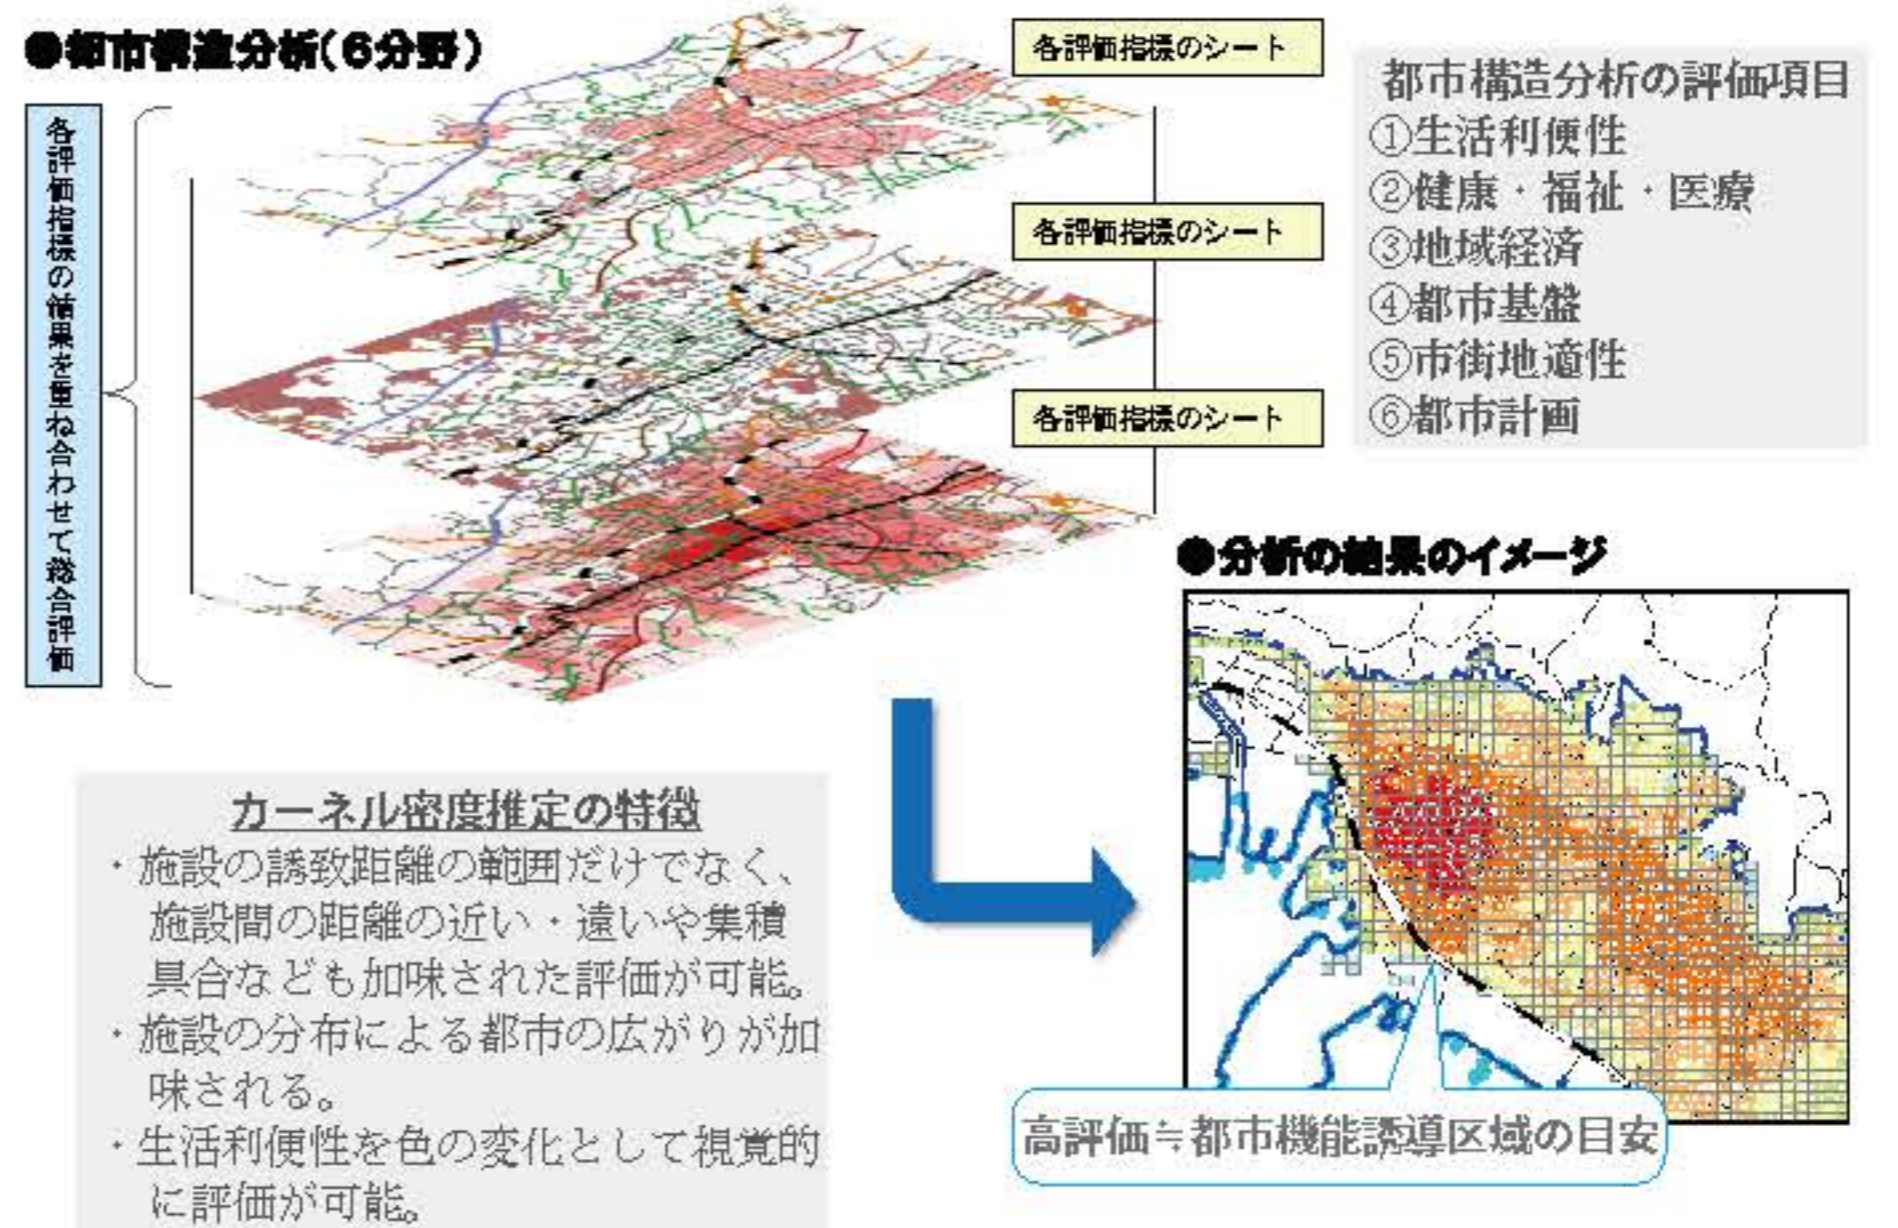 ●都市構造分析(6分野)
各評価指標の結果を重ね合わせて総合評価
各評価指標のシート
各評価指標のシート
各評価指標のシート
都市構造分析の評価項目
①生活利便性
②健康・福祉・医療
③地域経済
④都市基盤
⑤市街地適性
⑥都市計画
●分析の結果のイメージ
高評価≒都市機能誘導区域の目安
カーネル密度推定の特徴
・施設の誘致距離の範囲だけでなく、
施設間の距離の近い・遠いや集積
具合なども加味された評価が可能。
・施設の分布による都市の広がりが加
味される。
・生活利便性を色の変化として視覚的
に評価が可能。